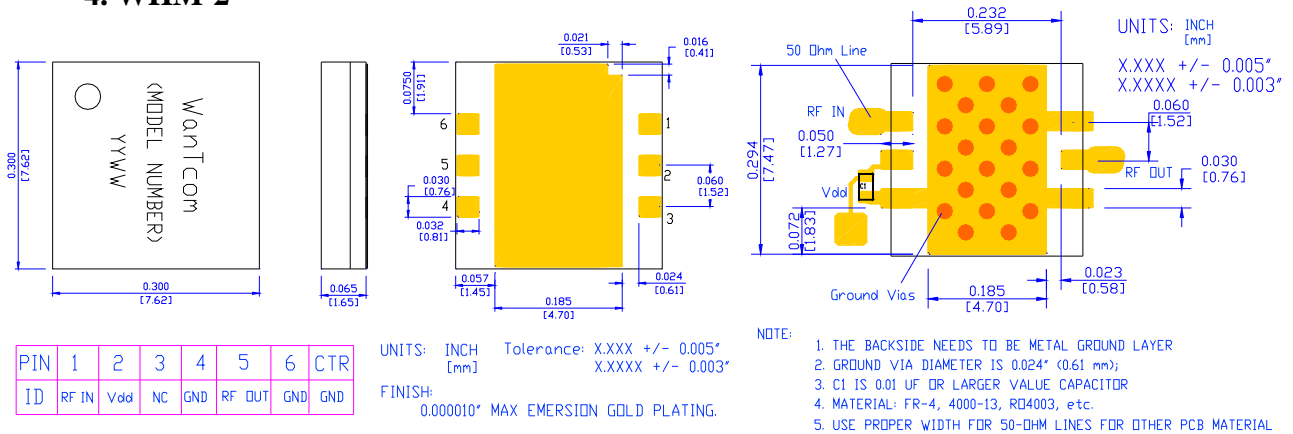 4. WHM-2
0.300
[7.62]
WanTcom
(MODEL NUMBER)
YYWW
0.300
[7.62]
0.065
[1.65]
0.021
[0.53]
0.016
[0.41]
0.0750
[1.91]
6
5
4
1
2
3
0.030
[0.76]
0.032
[0.81]
0.060
[1.52]
0.057
[1.45]
0.185
[4.70]
0.024
[0.61]
0.232
[5.89]
50 Ohm Line
RF IN
0.050
[1.27]
0.294
[7.47]
Vdd
C1
0.072
[1.83]
Ground Vias
0.185
[4.70]
0.023
[0.58]
RF OUT
0.030
[0.76]
0.060
[1.52]
UNITS: INCH
[mm]
X.XXX +/- 0.005"
X.XXXX +/- 0.003"
PIN 1 2 3 4 5 6 CTR
ID RF IN Vdd NC GND RF OUT GND GND
UNITS: INCH Tolerance: X.XXX +/- 0.005"
[mm] X.XXXX +/- 0.003"
FINISH:
0.000010" MAX EMERSION GOLD PLATING.
NOTE:
1. THE BACKSIDE NEEDS TO BE METAL GROUND LAYER
2. GROUND VIA DIAMETER IS 0.024" (0.61 mm);
3. C1 IS 0.01 UF OR LARGER VALUE CAPACITOR
4. MATERIAL: FR-4, 4000-13, RO4003, etc.
5. USE PROPER WIDTH FOR 50-OHM LINES FOR OTHER PCB MATERIAL